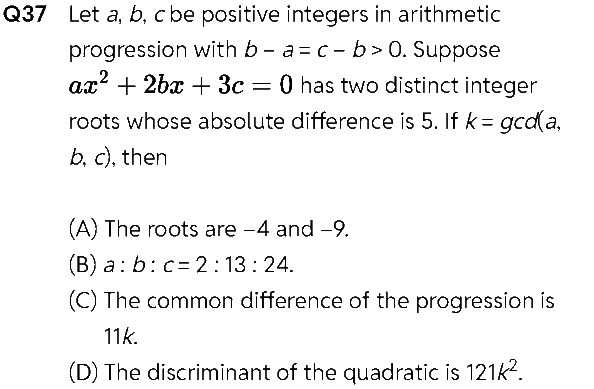 Q37 Let a, b, c be positive integers in arithmetic
progression with b – a = c – b > 0. Suppose
ax² + 2bx + 3c = 0 has two distinct integer
roots whose absolute difference is 5. If k = gcd(a,
b, c), then
(A) The roots are –4 and –9.
(B) a : b : c = 2 : 13 : 24.
(C) The common difference of the progression is
11k.
(D) The discriminant of the quadratic is 121k².